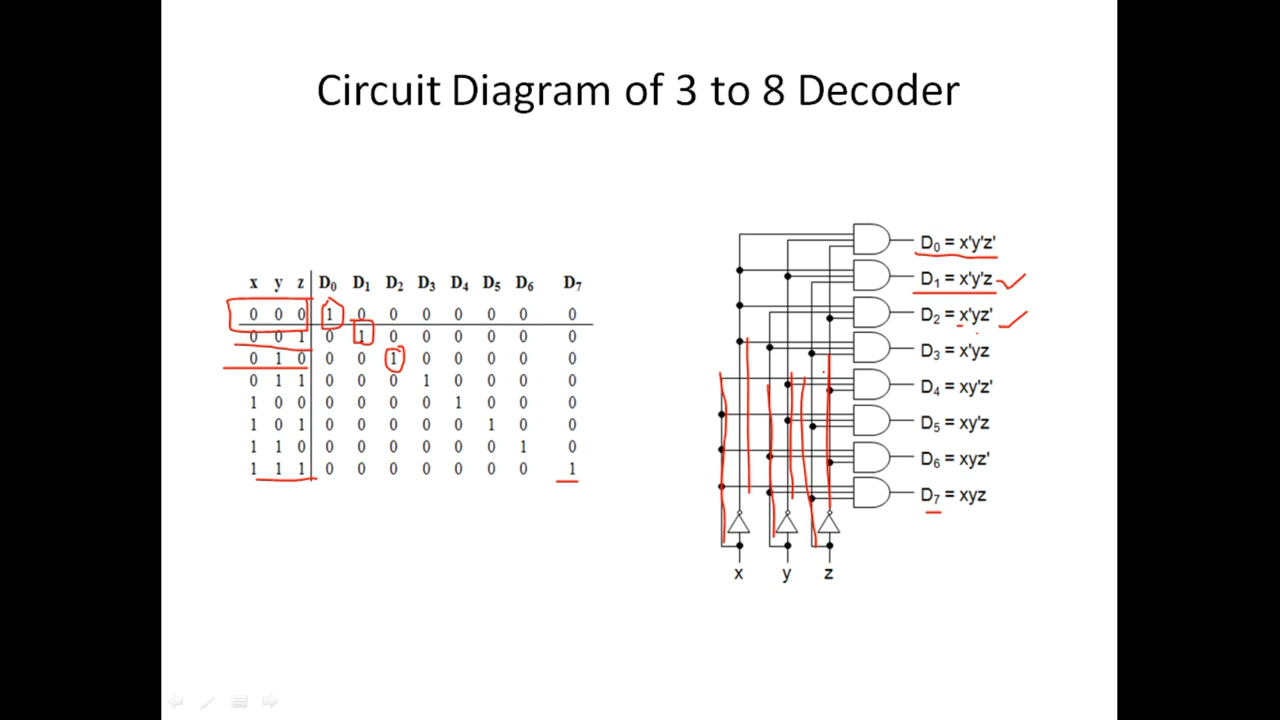 Circuit Diagram of 3 to 8 Decoder
x y z D0 D1 D2 D3 D4 D5 D6 D7
0 0 0 1 0 0 0 0 0 0 0
0 0 1 0 1 0 0 0 0 0 0
0 1 0 0 0 1 0 0 0 0 0
0 1 1 0 0 0 1 0 0 0 0
1 0 0 0 0 0 0 1 0 0 0
1 0 1 0 0 0 0 0 1 0 0
1 1 0 0 0 0 0 0 0 1 0
1 1 1 0 0 0 0 0 0 0 1
D0 = x'y'z'
D1 = x'y'z
D2 = x'yz'
D3 = x'yz
D4 = xy'z'
D5 = xy'z
D6 = xyz'
D7 = xyz
x y z